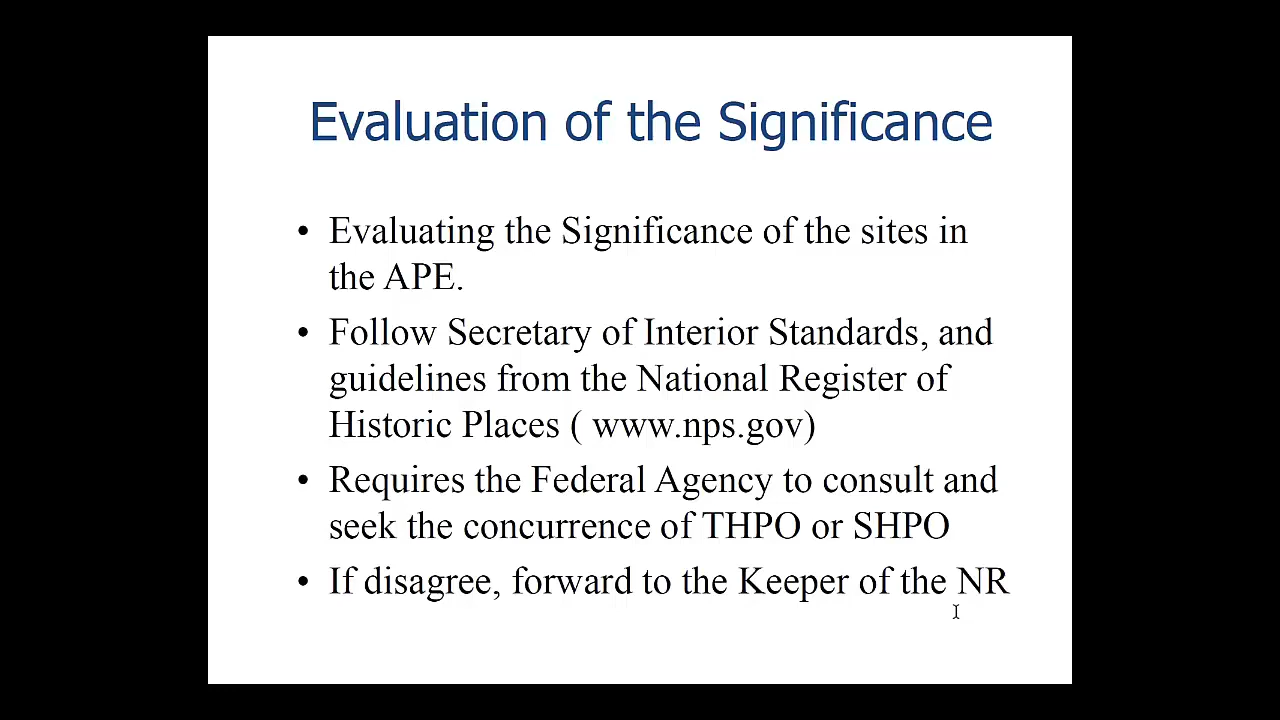 Evaluation of the Significance
• Evaluating the Significance of the sites in
the APE.
• Follow Secretary of Interior Standards, and
guidelines from the National Register of
Historic Places ( www.nps.gov)
• Requires the Federal Agency to consult and
seek the concurrence of THPO or SHPO
• If disagree, forward to the Keeper of the NR